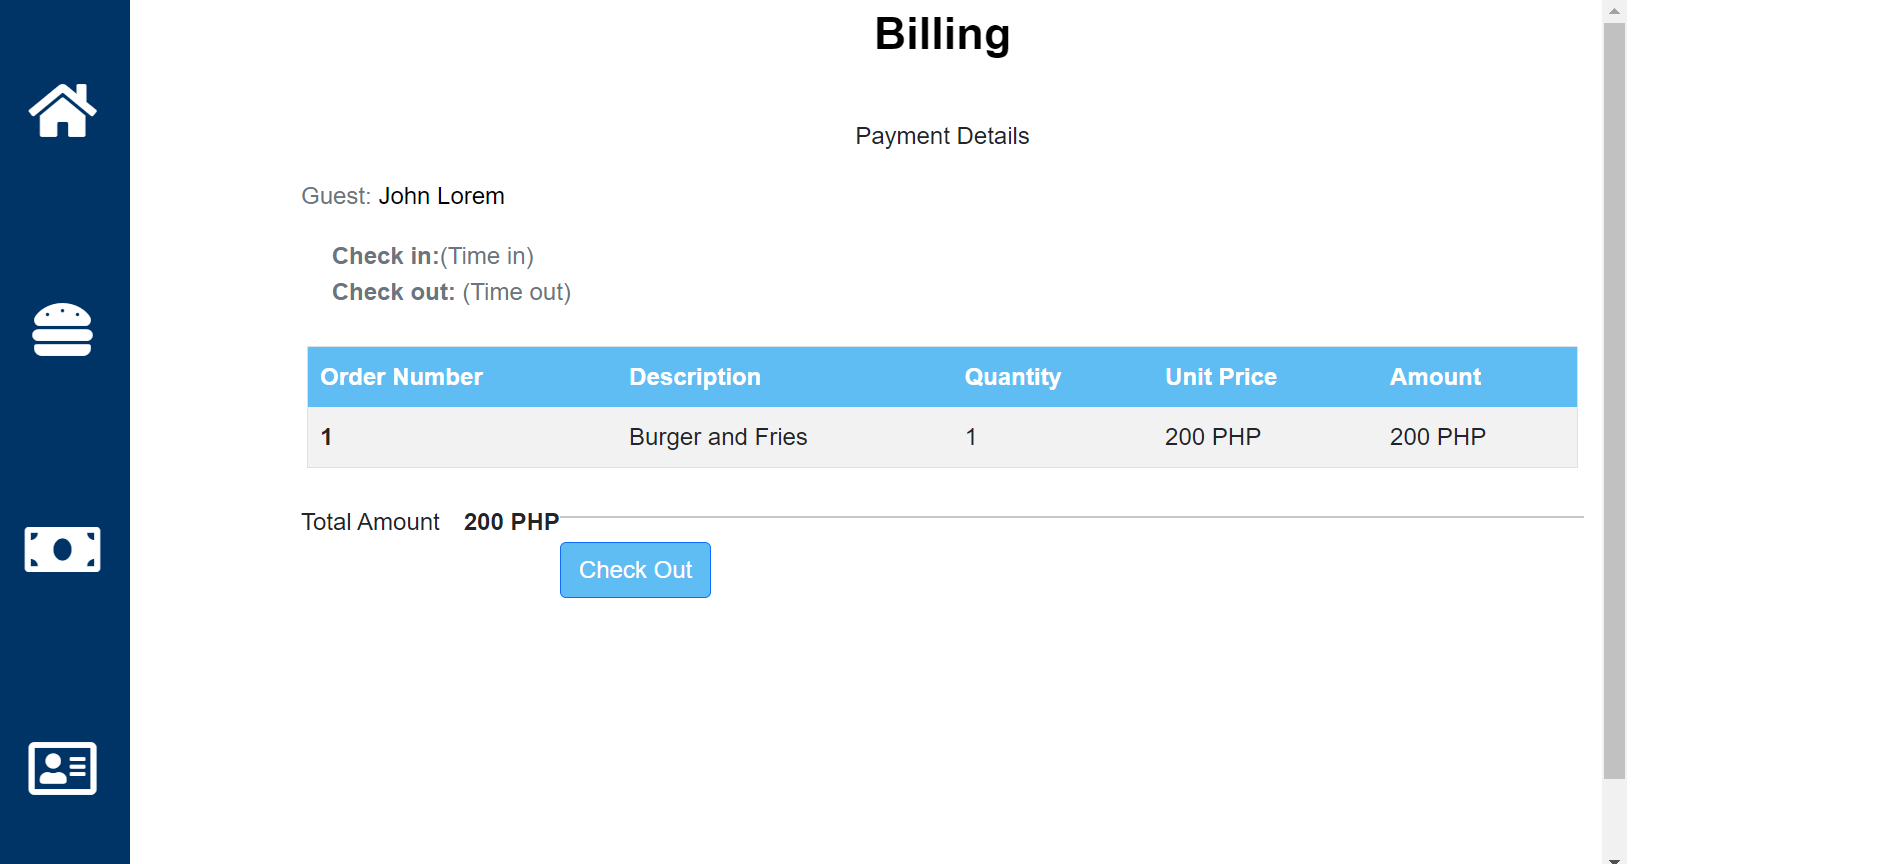 Billing
Payment Details
Guest: John Lorem
Check in:(Time in)
Check out: (Time out)
Order Number Description Quantity Unit Price Amount
1 Burger and Fries 1 200 PHP 200 PHP
Total Amount 200 PHP
Check Out